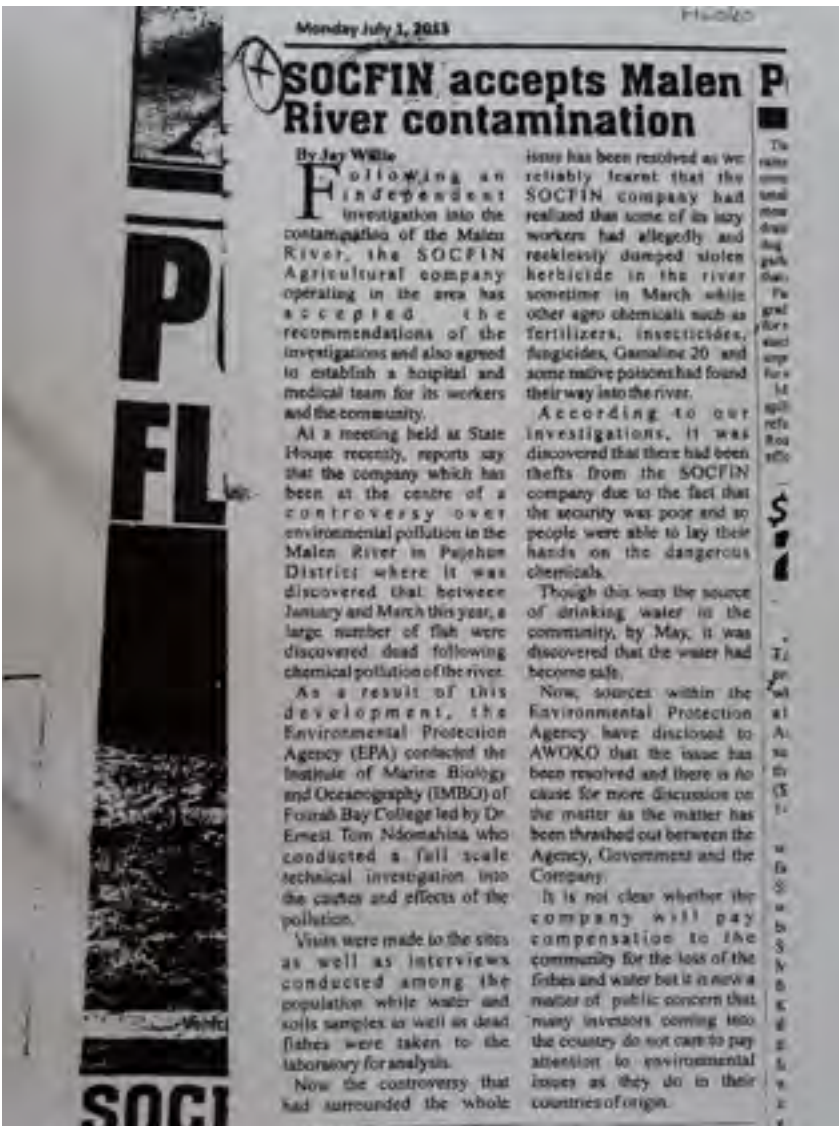 Awoko
Monday July 1, 2013
SOCFIN accepts Malen
River contamination
By Jay Willie
Following an
independent
investigation into the
contamination of the Malen
River, the SOCFIN
Agricultural company
operating in the area has
accepted the
recommendations of the
investigations and also agreed
to establish a hospital and
medical team for its workers
and the community.
At a meeting held at State
House recently, reports say
that the company which has
been at the centre of a
controversy over
environmental pollution in the
Malen River in Pujehun
District where it was
discovered that between
January and March this year, a
large number of fish were
discovered dead following
chemical pollution of the river.
As a result of this
development, the
Environmental Protection
Agency (EPA) contacted the
Institute of Marine Biology
and Oceanography (IMBO) of
Fourah Bay College led by Dr.
Ernest Tom Ndomahina who
conducted a full scale
technical investigation into
the causes and effects of the
pollution.
Visits were made to the sites
as well as interviews
conducted among the
population while water and
soils samples as well as dead
fishes were taken to the
laboratory for analysis.
Now the controversy that
had surrounded the whole
issue has been resolved as we
reliably learnt that the
SOCFIN company had
realized that some of its lazy
workers had allegedly and
recklessly dumped stolen
herbicide in the river
sometime in March while
other agro chemicals such as
fertilizers, insecticides,
fungicides, Gamaline 20 and
some native poisons had found
their way into the river.
According to our
investigations, it was
discovered that there had been
thefts from the SOCFIN
company due to the fact that
the security was poor and so
people were able to lay their
hands on the dangerous
chemicals.
Though this was the source
of drinking water in the
community, by May, it was
discovered that the water had
become safe.
Now, sources within the
Environmental Protection
Agency have disclosed to
AWOKO that the issue has
been resolved and there is no
cause for more discussion on
the matter as the matter has
been thrashed out between the
Agency, Government and the
Company.
It is not clear whether the
company will pay
compensation to the
community for the loss of the
fishes and water but it is now a
matter of public concern that
many investors coming into
the country do not care to pay
attention to environmental
issues as they do in their
countries of origin.
P
FL
SOCI